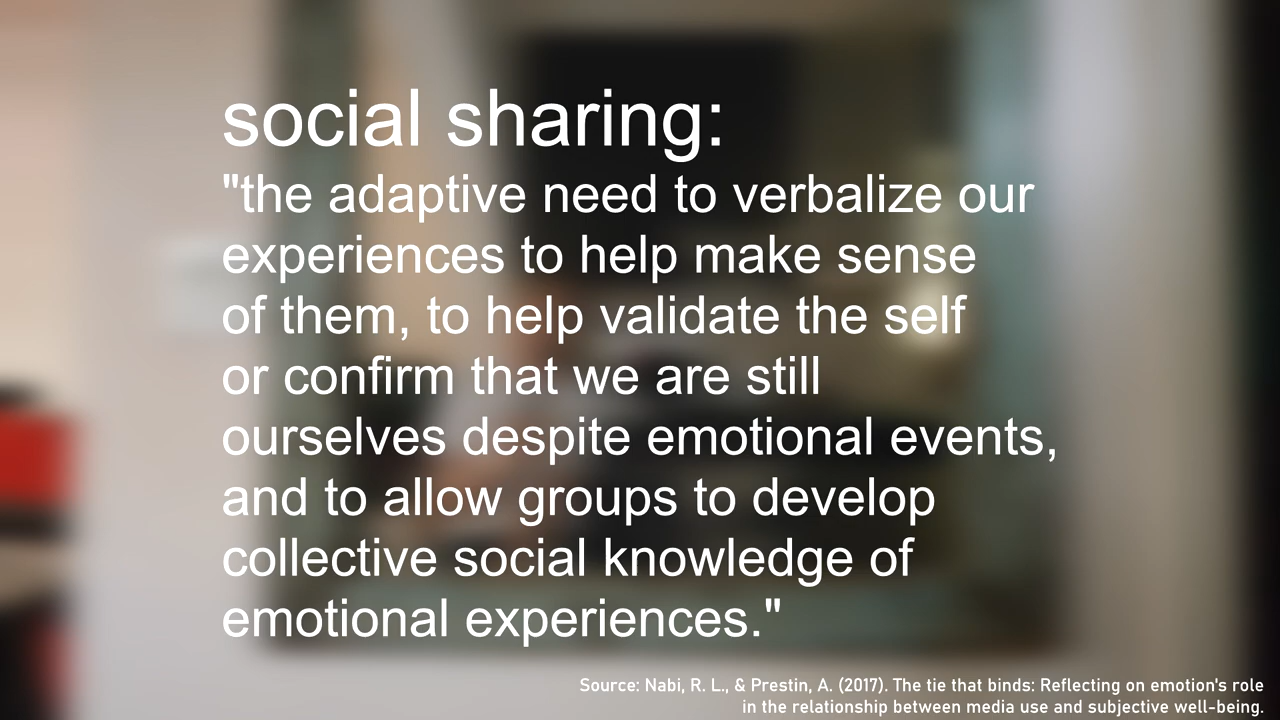 social sharing:
"the adaptive need to verbalize our
experiences to help make sense
of them, to help validate the self
or confirm that we are still
ourselves despite emotional events,
and to allow groups to develop
collective social knowledge of
emotional experiences."
Source: Nabi, R. L., & Prestin, A. (2017). The tie that binds: Reflecting on emotion's role
in the relationship between media use and subjective well-being.